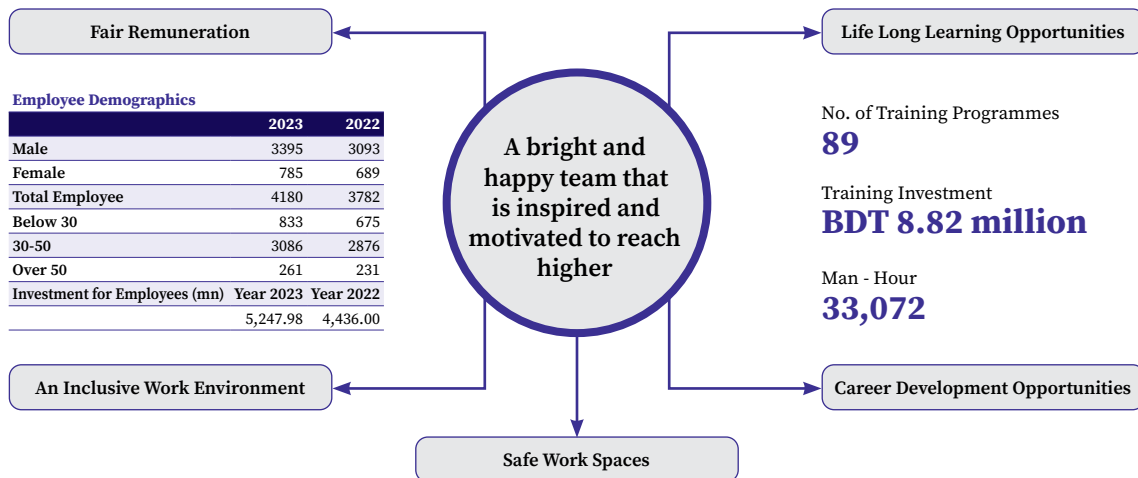 Fair Remuneration
Life Long Learning Opportunities
Employee Demographics
2023 2022
Male 3395 3093
Female 785 689
Total Employee 4180 3782
Below 30 833 675
30-50 3086 2876
Over 50 261 231
Investment for Employees (mn) Year 2023 Year 2022
5,247.98 4,436.00
A bright and
happy team that
is inspired and
motivated to reach
higher
No. of Training Programmes
89
Training Investment
BDT 8.82 million
Man - Hour
33,072
An Inclusive Work Environment
Career Development Opportunities
Safe Work Spaces